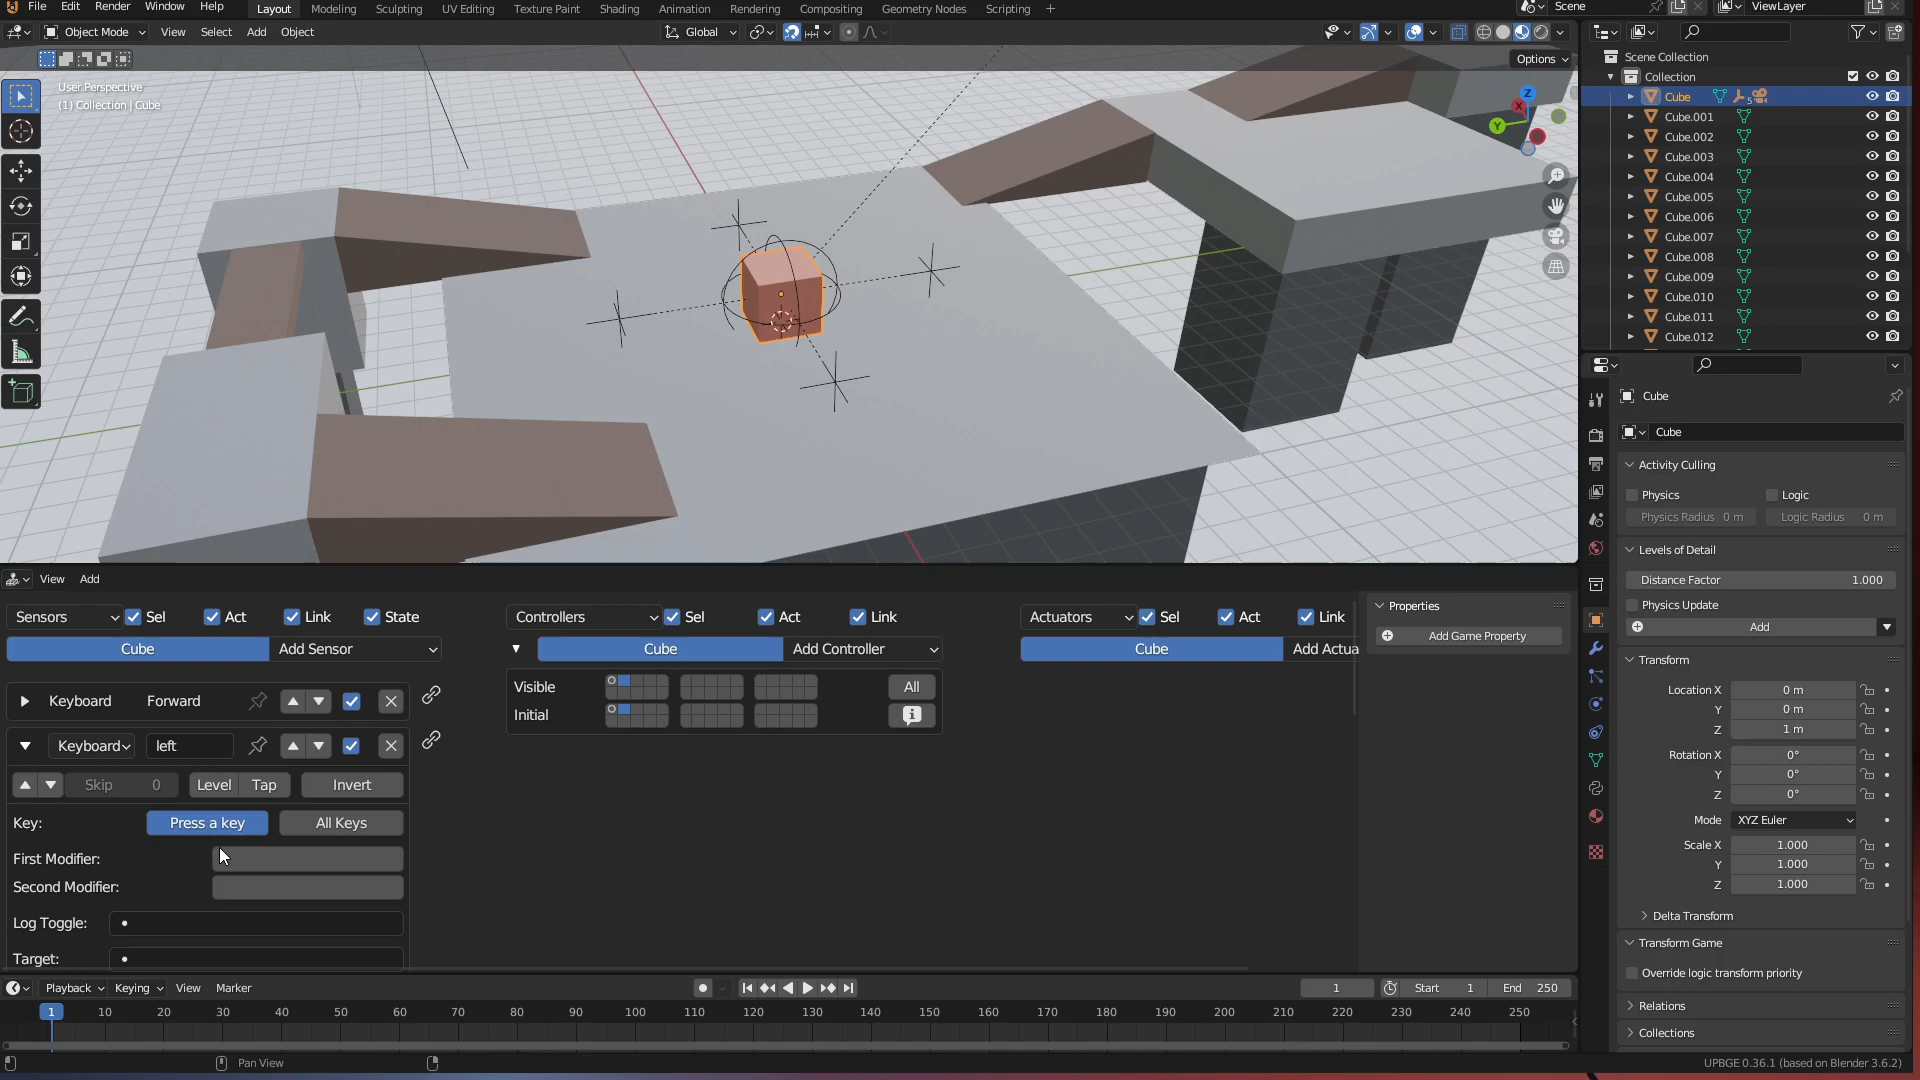 File Edit Render Window Help Layout Modeling Sculpting UV Editing Texture Paint Shading Animation Rendering Compositing Geometry Nodes Scripting + Scene ViewLayer
Object Mode View Select Add Object Global
Options
User Perspective
(1) Collection | Cube
Z
X
Y
Scene Collection
Collection
Cube 5
Cube.001
Cube.002
Cube.003
Cube.004
Cube.005
Cube.006
Cube.007
Cube.008
Cube.009
Cube.010
Cube.011
Cube.012
Cube
Cube
Activity Culling
Physics Logic
Physics Radius 0 m Logic Radius 0 m
Levels of Detail
Distance Factor 1.000
Physics Update
Add
Transform
Location X 0 m
Y 0 m
Z 1 m
Rotation X 0°
Y 0°
Z 0°
Mode XYZ Euler
Scale X 1.000
Y 1.000
Z 1.000
Delta Transform
Transform Game
Override logic transform priority
Relations
Collections
View Add
Sensors Sel Act Link State Controllers Sel Act Link Actuators Sel Act Link
Cube Add Sensor Cube Add Controller Cube Add Actua
Properties
Add Game Property
Keyboard Forward
Visible All
Initial
Keyboard left
Skip 0 Level Tap Invert
Key: Press a key All Keys
First Modifier:
Second Modifier:
Log Toggle:
Target:
Playback Keying View Marker 1 Start 1 End 250
1 10 20 30 40 50 60 70 80 90 100 110 120 130 140 150 160 170 180 190 200 210 220 230 240 250
Pan View UPBGE 0.36.1 (based on Blender 3.6.2)